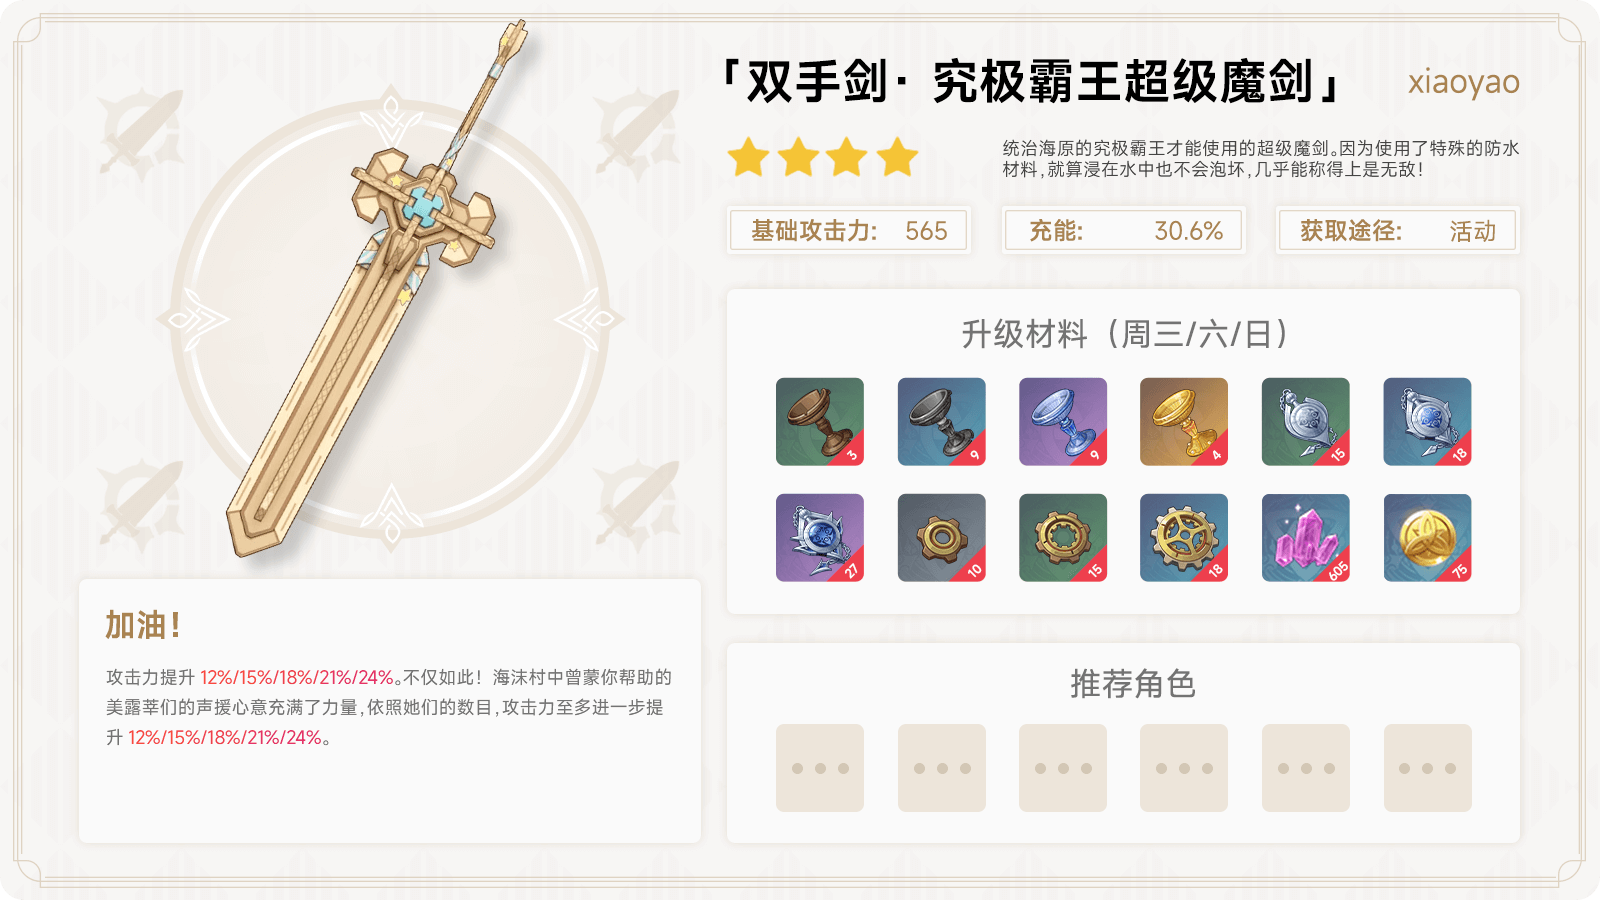 「双手剑· 究极霸王超级魔剑」
xiaoyao
统治海原的究极霸王才能使用的超级魔剑。因为使用了特殊的防水
材料,就算浸在水中也不会泡坏,几乎能称得上是无敌!
基础攻击力: 565
充能: 30.6%
获取途径: 活动
升级材料（周三/六/日）
3 9 9 4 15 18
27 10 15 18 605 75
加油!
攻击力提升 12%/15%/18%/21%/24%。不仅如此! 海沫村中曾蒙你帮助的
美露莘们的声援心意充满了力量,依照她们的数目,攻击力至多进一步提
升 12%/15%/18%/21%/24%。
推荐角色